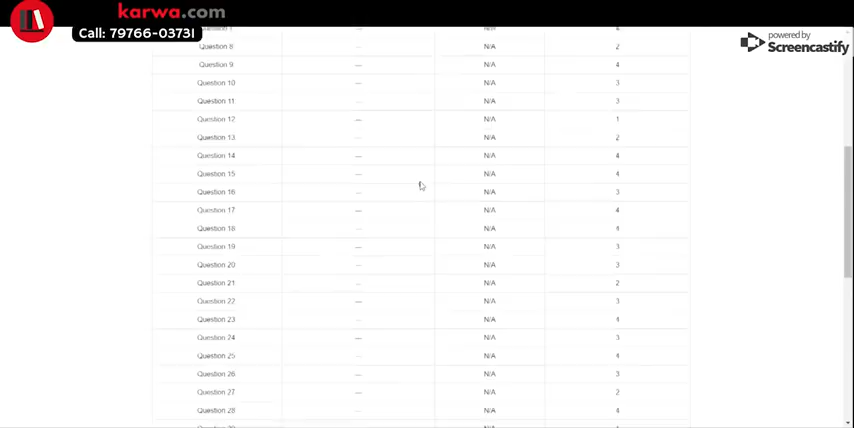 karwa.com
Call: 79766-03731
powered by
Screencastify
Question 7 N/A 4
Question 8 — N/A 2
Question 9 — N/A 4
Question 10 — N/A 3
Question 11 — N/A 3
Question 12 — N/A 1
Question 13 — N/A 2
Question 14 — N/A 4
Question 15 — N/A 4
Question 16 — N/A 3
Question 17 — N/A 4
Question 18 — N/A 4
Question 19 — N/A 3
Question 20 — N/A 3
Question 21 — N/A 2
Question 22 — N/A 3
Question 23 — N/A 4
Question 24 — N/A 3
Question 25 — N/A 4
Question 26 — N/A 3
Question 27 — N/A 2
Question 28 — N/A 4